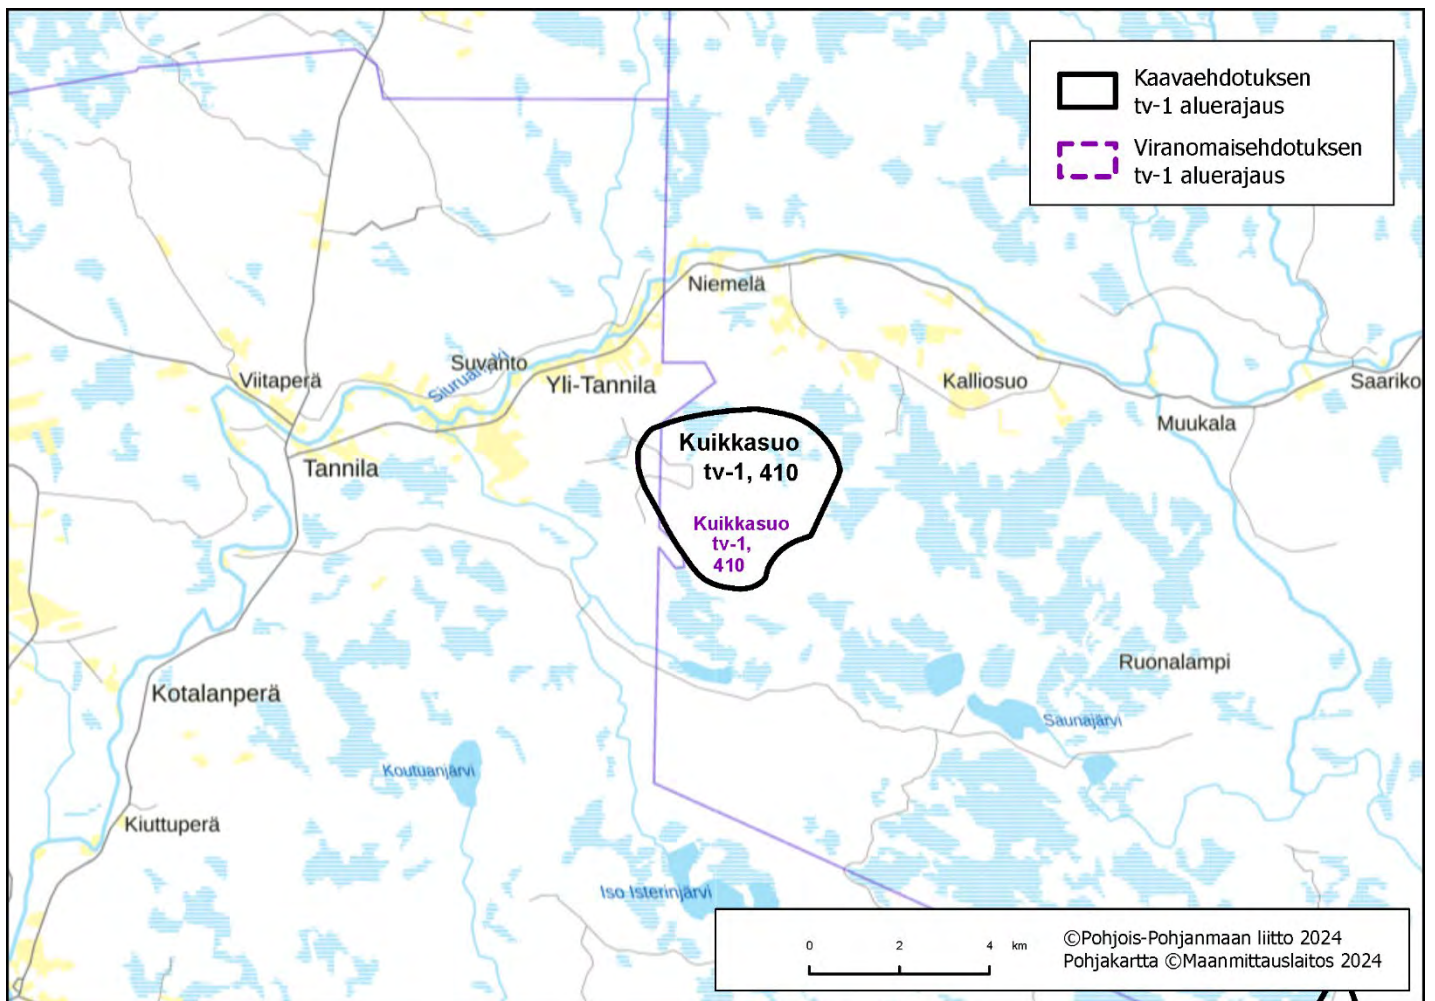 Kaavaehdotuksen
tv-1 aluerajaus
Viranomaisehdotuksen
tv-1 aluerajaus
Niemelä
Suvanto
Siuruanjoki
Viitaperä
Yli-Tannila
Kalliosuo
Saariko
Muukala
Tannila
Kuikkasuo
tv-1, 410
Kuikkasuo
tv-1,
410
Ruonalampi
Kotalanperä
Saunajärvi
Koutuanjärvi
Kiuttuperä
Iso Isterinjärvi
0 2 4 km
©Pohjois-Pohjanmaan liitto 2024
Pohjakartta ©Maanmittauslaitos 2024